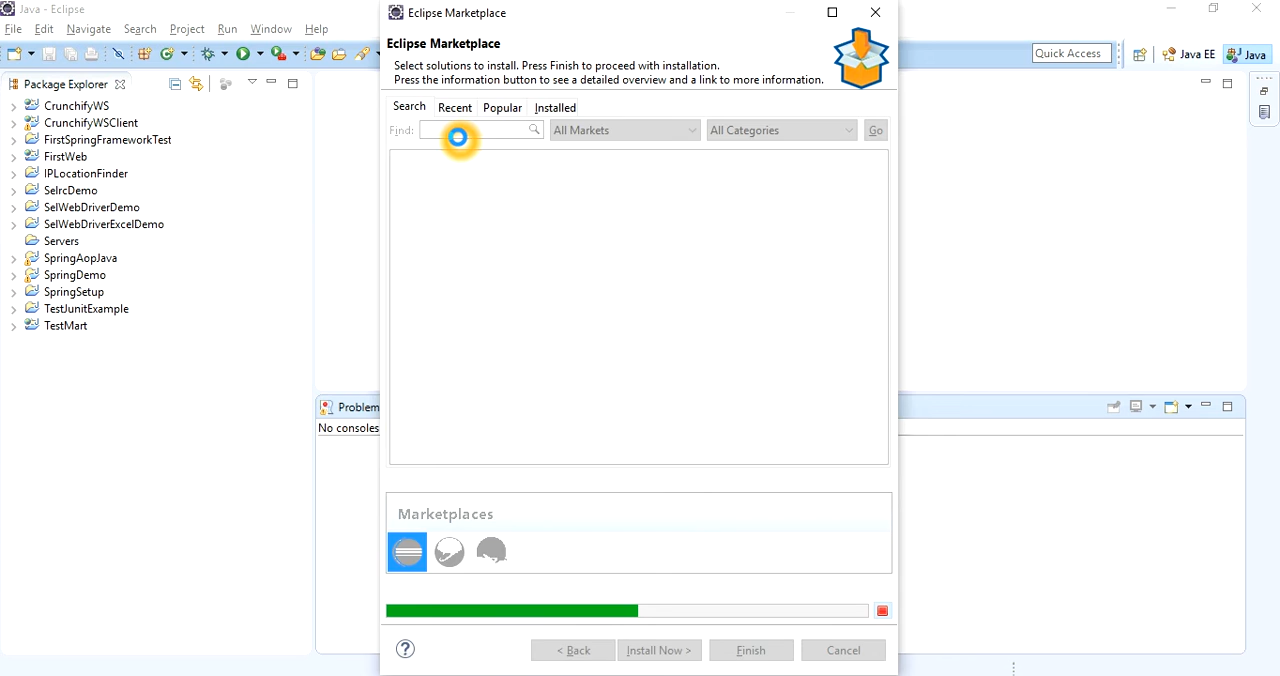 Java - Eclipse
File Edit Navigate Search Project Run Window Help
Quick Access
Java EE
Java
Package Explorer
CrunchifyWS
CrunchifyWSClient
FirstSpringFrameworkTest
FirstWeb
IPLocationFinder
SelrcDemo
SelWebDriverDemo
SelWebDriverExcelDemo
Servers
SpringAopJava
SpringDemo
SpringSetup
TestJunitExample
TestMart
Eclipse Marketplace
Eclipse Marketplace
Select solutions to install. Press Finish to proceed with installation.
Press the information button to see a detailed overview and a link to more information.
Search Recent Popular Installed
Find: All Markets All Categories Go
Marketplaces
? < Back Install Now > Finish Cancel
Problem
No consoles